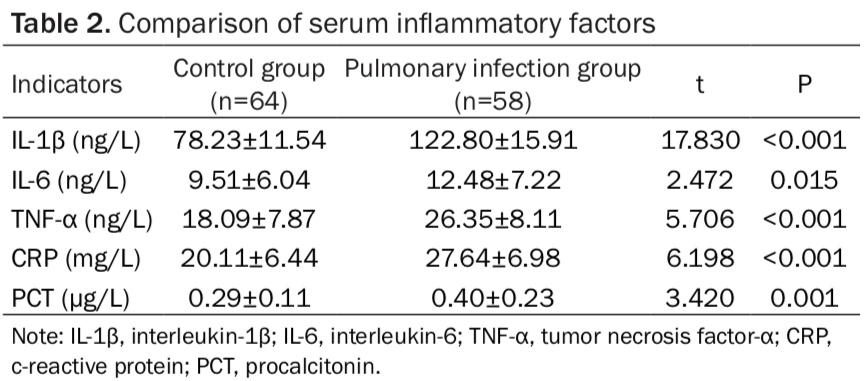 Table 2. Comparison of serum inflammatory factors
Indicators Control group (n=64) Pulmonary infection group (n=58) t P
IL-1β (ng/L) 78.23±11.54 122.80±15.91 17.830 <0.001
IL-6 (ng/L) 9.51±6.04 12.48±7.22 2.472 0.015
TNF-α (ng/L) 18.09±7.87 26.35±8.11 5.706 <0.001
CRP (mg/L) 20.11±6.44 27.64±6.98 6.198 <0.001
PCT (μg/L) 0.29±0.11 0.40±0.23 3.420 0.001
Note: IL-1β, interleukin-1β; IL-6, interleukin-6; TNF-α, tumor necrosis factor-α; CRP,
c-reactive protein; PCT, procalcitonin.